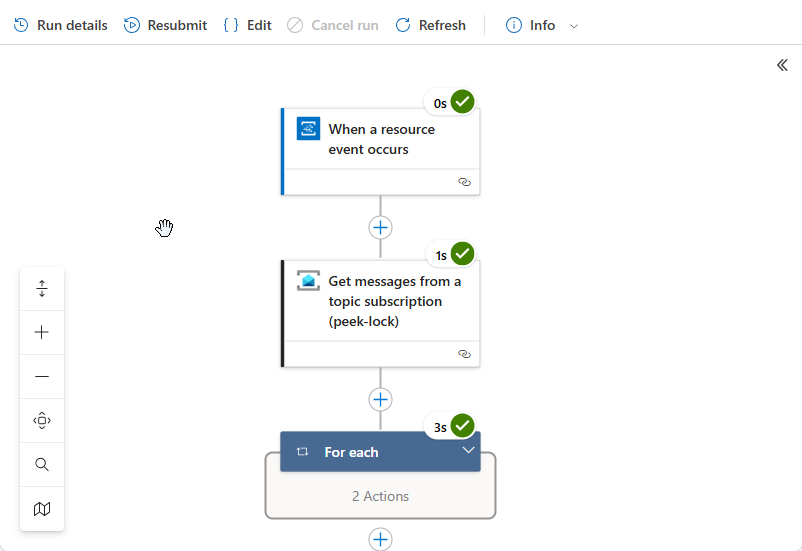 Run details Resubmit { } Edit Cancel run Refresh Info
0s
When a resource
event occurs
1s
Get messages from a
topic subscription
(peek-lock)
3s
For each
2 Actions